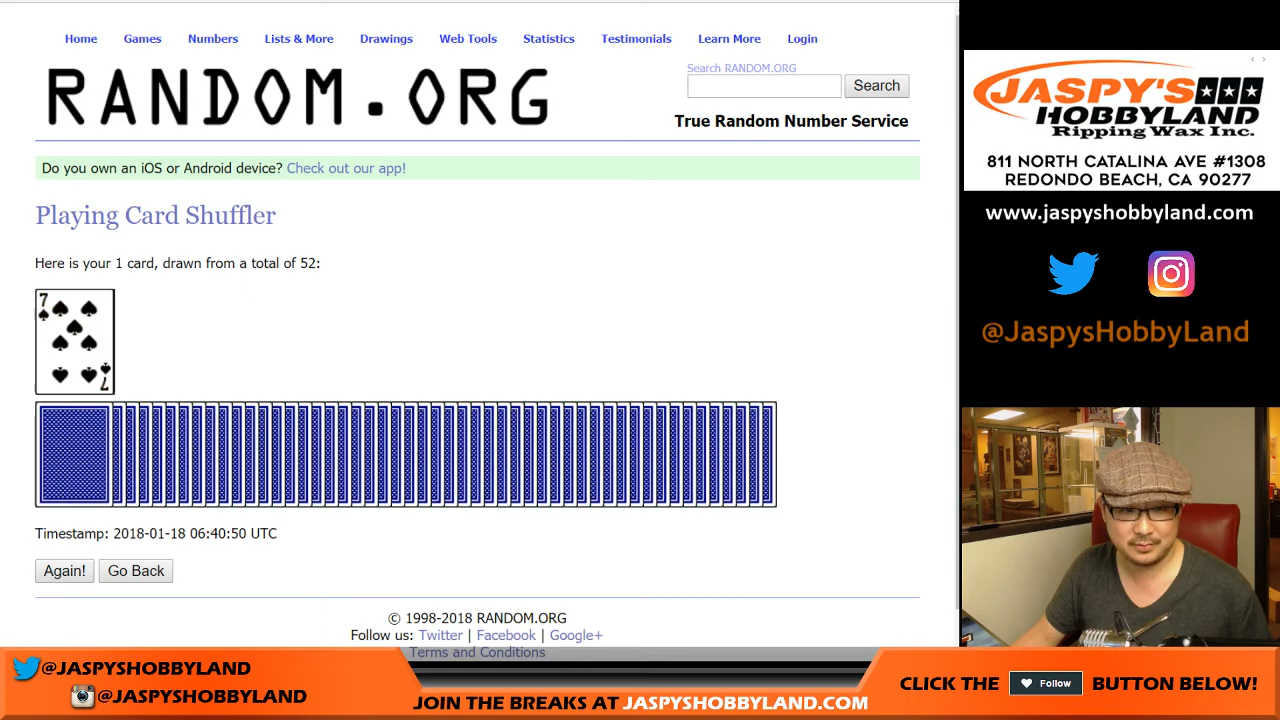 Home Games Numbers Lists & More Drawings Web Tools Statistics Testimonials Learn More Login
RANDOM.ORG
Search RANDOM.ORG
Search
True Random Number Service
Do you own an iOS or Android device? Check out our app!
Playing Card Shuffler
Here is your 1 card, drawn from a total of 52:
7
7
Timestamp: 2018-01-18 06:40:50 UTC
Again! Go Back
© 1998-2018 RANDOM.ORG
Follow us: Twitter | Facebook | Google+
Terms and Conditions
JASPY'S
HOBBYLAND
Ripping Wax Inc.
811 NORTH CATALINA AVE #1308
REDONDO BEACH, CA 90277
www.jaspyshobbyland.com
@JaspysHobbyLand
@JASPYSHOBBYLAND
@JASPYSHOBBYLAND
JOIN THE BREAKS AT JASPYSHOBBYLAND.COM
CLICK THE Follow BUTTON BELOW!